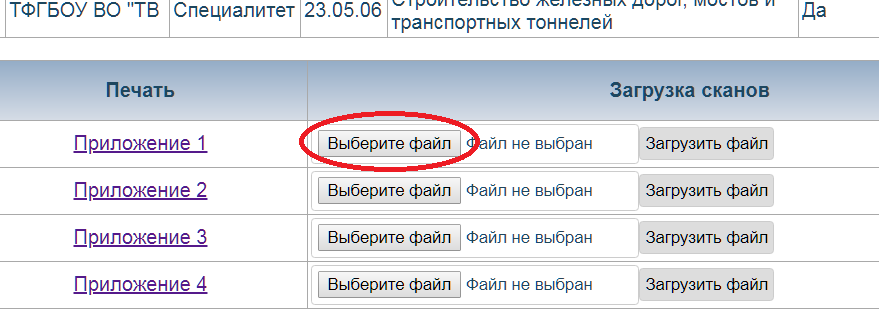 ТФГБОУ ВО "ТВ Специалитет 23.05.06 Строительство железных дорог, мостов и транспортных тоннелей Да
Печать Загрузка сканов
Приложение 1 Выберите файл Файл не выбран Загрузить файл
Приложение 2 Выберите файл Файл не выбран Загрузить файл
Приложение 3 Выберите файл Файл не выбран Загрузить файл
Приложение 4 Выберите файл Файл не выбран Загрузить файл